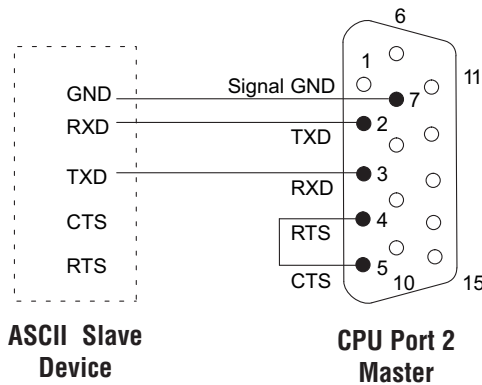 6
1
11
GND
Signal GND
7
RXD
2
TXD
TXD
3
RXD
CTS
4
RTS
RTS
5
CTS
10
15
ASCII Slave
Device
CPU Port 2
Master